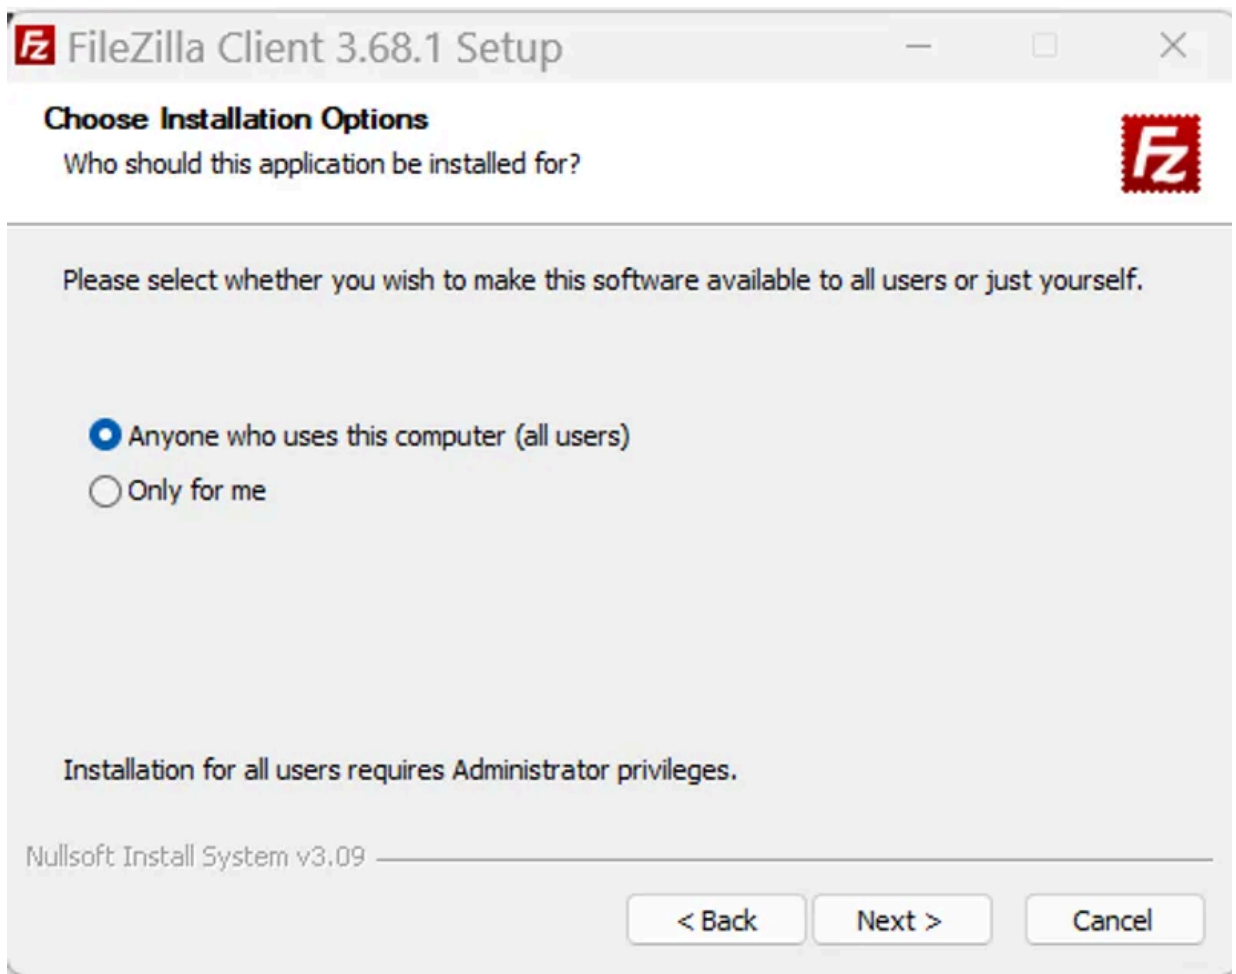 FileZilla Client 3.68.1 Setup
Choose Installation Options
Who should this application be installed for?
Fz
Please select whether you wish to make this software available to all users or just yourself.
Anyone who uses this computer (all users)
Only for me
Installation for all users requires Administrator privileges.
Nullsoft Install System v3.09
< Back
Next >
Cancel